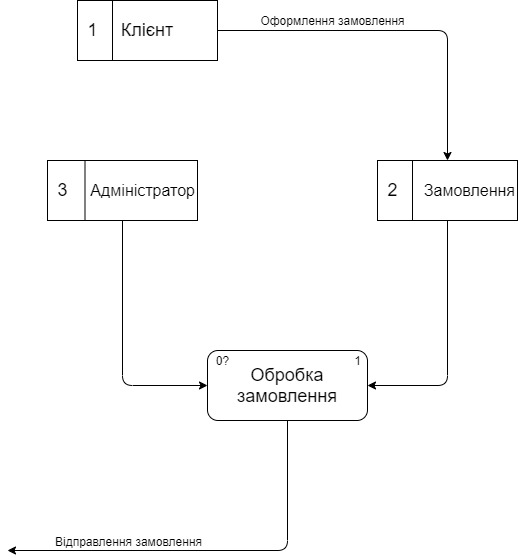 1 Клієнт
Оформлення замовлення
3 Адміністратор
2 Замовлення
0? 1
Обробка
замовлення
Відправлення замовлення